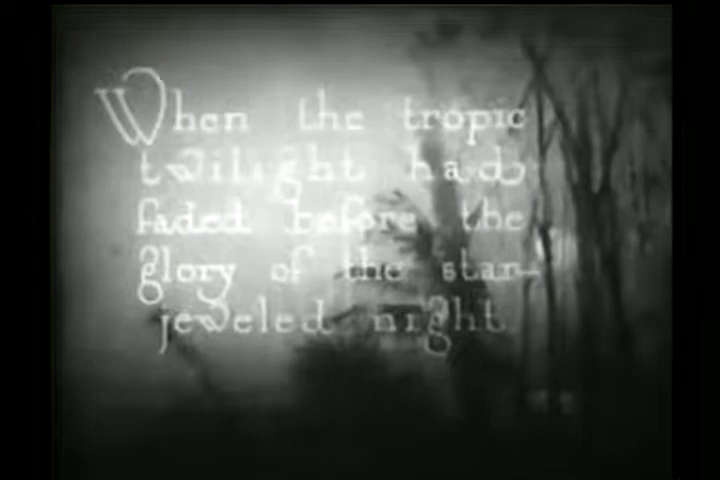 When the tropic
twilight had
faded before the
glory of the star-
jeweled night